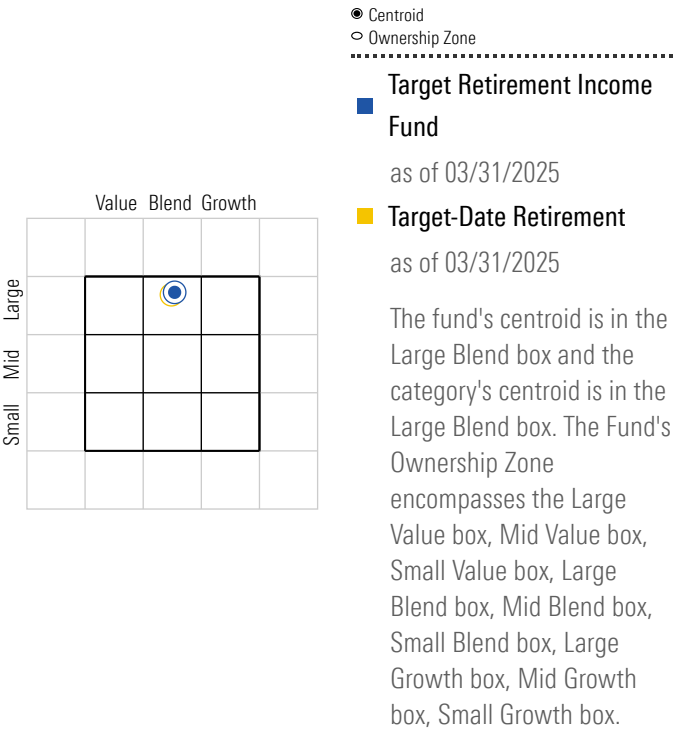 Centroid
Ownership Zone
Target Retirement Income
Fund
as of 03/31/2025
Value Blend Growth
Target-Date Retirement
as of 03/31/2025
Large
Mid
Small
The fund's centroid is in the
Large Blend box and the
category's centroid is in the
Large Blend box. The Fund's
Ownership Zone
encompasses the Large
Value box, Mid Value box,
Small Value box, Large
Blend box, Mid Blend box,
Small Blend box, Large
Growth box, Mid Growth
box, Small Growth box.